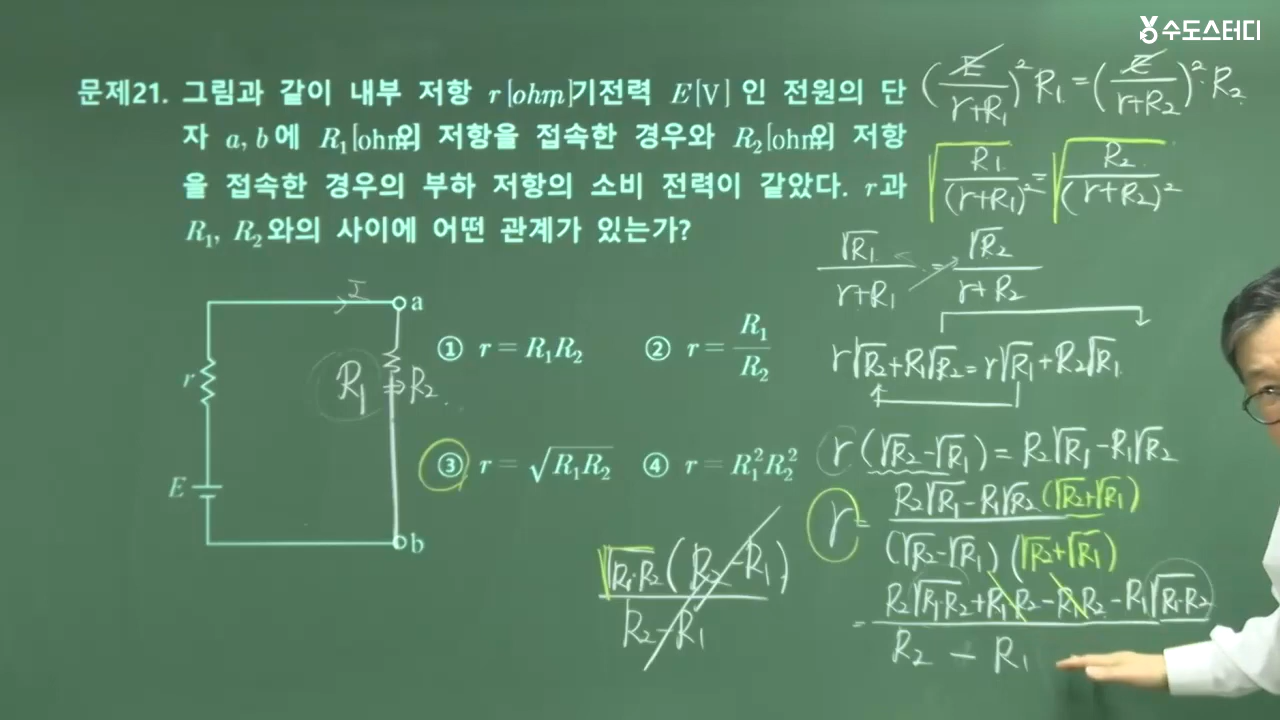 수도스터디
문제21. 그림과 같이 내부 저항 r[ohm]기전력 E[V] 인 전원의 단
자 a, b에 R₁[ohm]의 저항을 접속한 경우와 R₂[ohm]의 저항
을 접속한 경우의 부하 저항의 소비 전력이 같았다. r과
R₁, R₂와의 사이에 어떤 관계가 있는가?
I
a
r
R₁ ⇒ R₂
E
b
① r = R₁R₂
② r = R₁/R₂
③ r = √(R₁R₂)
④ r = R₁²R₂²
(E/(r+R₁))² R₁ = (E/(r+R₂))² R₂
√(R₁/(r+R₁)²) = √(R₂/(r+R₂)²)
√R₁/(r+R₁) = √R₂/(r+R₂)
r√R₂+R₁√R₂ = r√R₁+R₂√R₁
r(√R₂-√R₁) = R₂√R₁-R₁√R₂
r = R₂√R₁-R₁√R₂(√R₂+√R₁)/(√R₂-√R₁)(√R₂+√R₁)
= (R₂√(R₁·R₂)+R₁R₂-R₁R₂-R₁√(R₁·R₂))/(R₂-R₁)
√(R₁·R₂)(R₂-R₁)/(R₂-R₁)